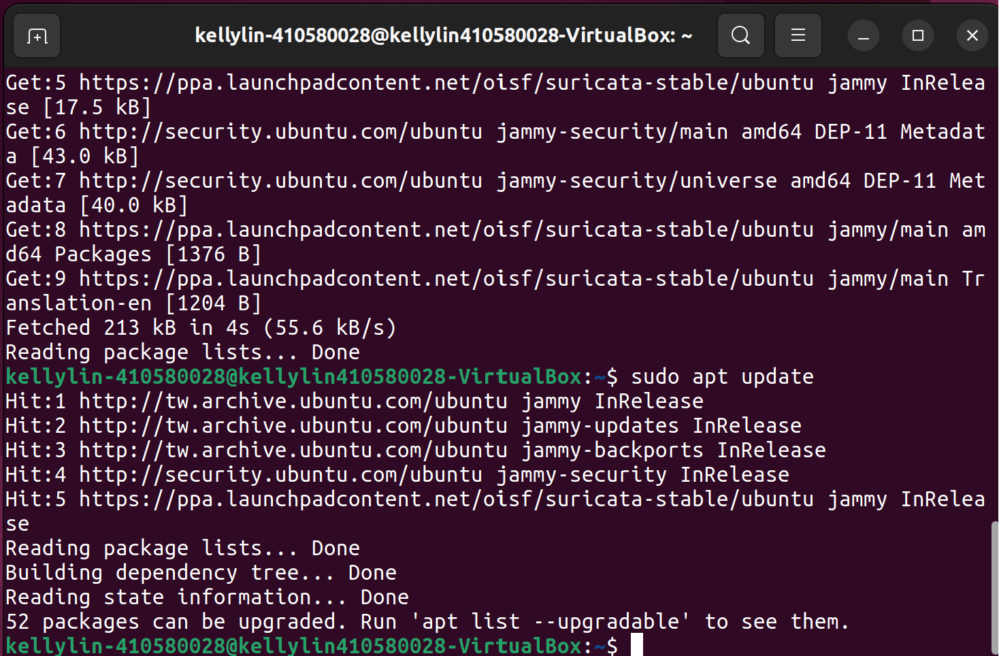 kellylin-410580028@kellylin410580028-VirtualBox: ~
Get:5 https://ppa.launchpadcontent.net/oisf/suricata-stable/ubuntu jammy InRelea
se [17.5 kB]
Get:6 http://security.ubuntu.com/ubuntu jammy-security/main amd64 DEP-11 Metadat
a [43.0 kB]
Get:7 http://security.ubuntu.com/ubuntu jammy-security/universe amd64 DEP-11 Met
adata [40.0 kB]
Get:8 https://ppa.launchpadcontent.net/oisf/suricata-stable/ubuntu jammy/main am
d64 Packages [1376 B]
Get:9 https://ppa.launchpadcontent.net/oisf/suricata-stable/ubuntu jammy/main Tr
anslation-en [1204 B]
Fetched 213 kB in 4s (55.6 kB/s)
Reading package lists... Done
kellylin-410580028@kellylin410580028-VirtualBox:~$ sudo apt update
Hit:1 http://tw.archive.ubuntu.com/ubuntu jammy InRelease
Hit:2 http://tw.archive.ubuntu.com/ubuntu jammy-updates InRelease
Hit:3 http://tw.archive.ubuntu.com/ubuntu jammy-backports InRelease
Hit:4 http://security.ubuntu.com/ubuntu jammy-security InRelease
Hit:5 https://ppa.launchpadcontent.net/oisf/suricata-stable/ubuntu jammy InRelea
se
Reading package lists... Done
Building dependency tree... Done
Reading state information... Done
52 packages can be upgraded. Run 'apt list --upgradable' to see them.
kellylin-410580028@kellylin410580028-VirtualBox:~$